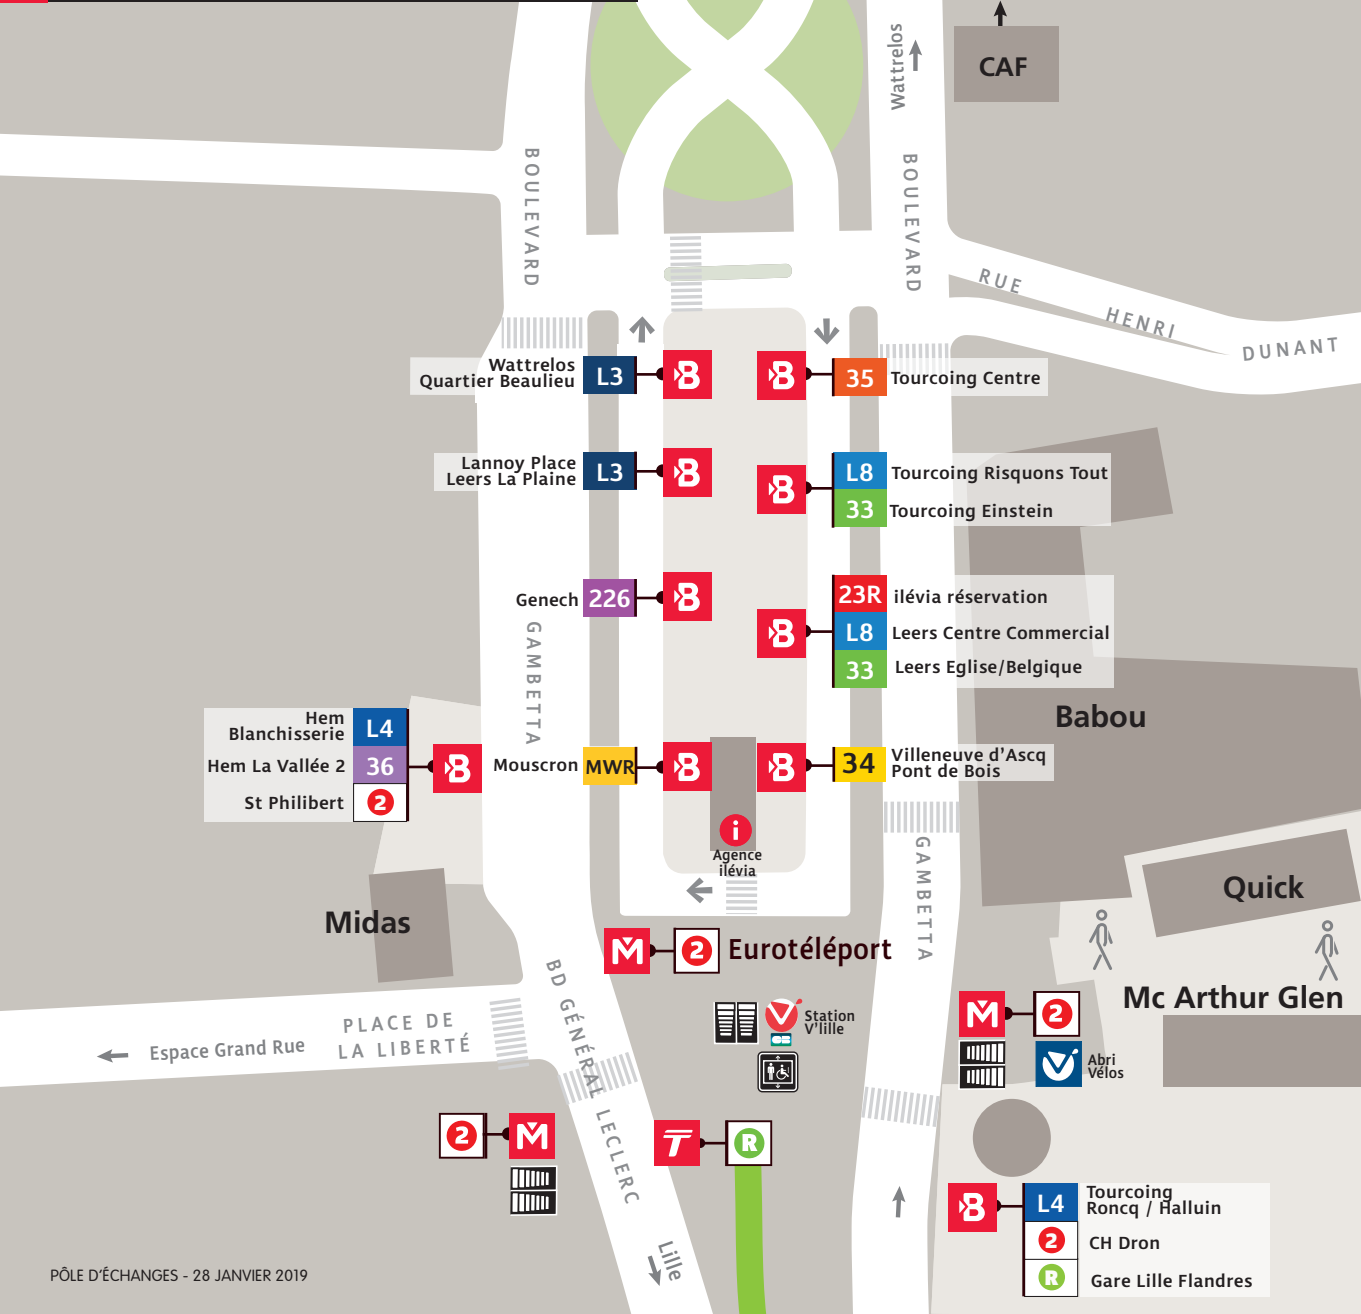 Wattrelos
CAF
BOULEVARD
BOULEVARD
RUE HENRI DUNANT
Wattrelos
Quartier Beaulieu
L3
B
B
35
Tourcoing Centre
Lannoy Place
Leers La Plaine
L3
B
B
L8
Tourcoing Risquons Tout
33
Tourcoing Einstein
Genech
226
B
B
23R
ilévia réservation
L8
Leers Centre Commercial
33
Leers Eglise/Belgique
GAMBETTA
Hem
Blanchisserie
L4
Hem La Vallée 2
36
St Philibert
2
B
Mouscron
MWR
B
B
34
Villeneuve d'Ascq
Pont de Bois
Babou
i
Agence
ilévia
GAMBETTA
Quick
Midas
M
2
Eurotéléport
BD GÉNÉRAL LECLERC
Mc Arthur Glen
Station
V'lille
M
2
Abri
Vélos
PLACE DE
LA LIBERTÉ
Espace Grand Rue
2
M
T
R
B
L4
Tourcoing
Roncq / Halluin
2
CH Dron
R
Gare Lille Flandres
Lille
PÔLE D'ÉCHANGES - 28 JANVIER 2019